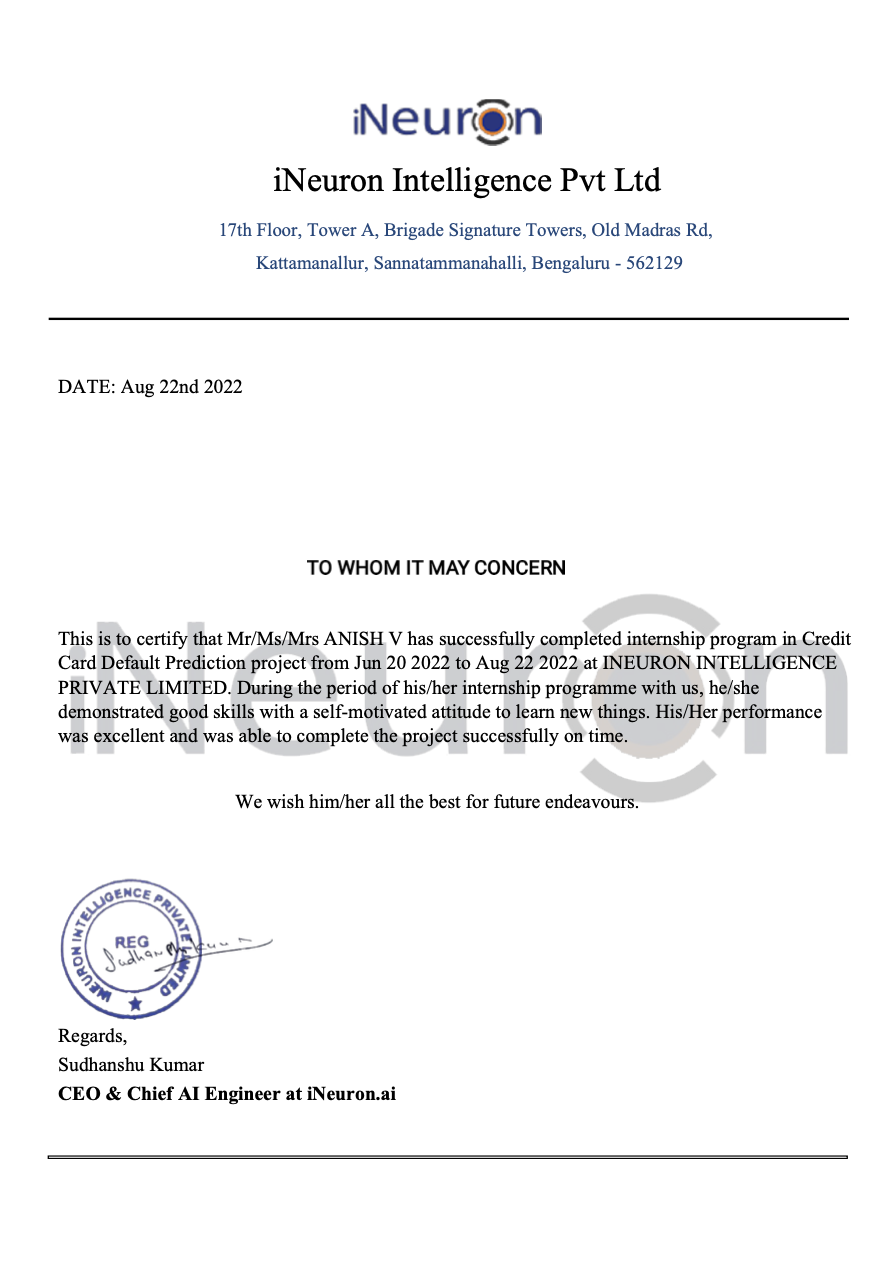 iNeuron
iNeuron Intelligence Pvt Ltd
17th Floor, Tower A, Brigade Signature Towers, Old Madras Rd,
Kattamanallur, Sannatammanahalli, Bengaluru - 562129
DATE: Aug 22nd 2022
TO WHOM IT MAY CONCERN
iNeuron
This is to certify that Mr/Ms/Mrs ANISH V has successfully completed internship program in Credit
Card Default Prediction project from Jun 20 2022 to Aug 22 2022 at INEURON INTELLIGENCE
PRIVATE LIMITED. During the period of his/her internship programme with us, he/she
demonstrated good skills with a self-motivated attitude to learn new things. His/Her performance
was excellent and was able to complete the project successfully on time.
We wish him/her all the best for future endeavours.
INEURON INTELLIGENCE PRIVATE LIMITED
REG
Sudhanshu Kumar
Regards,
Sudhanshu Kumar
CEO & Chief AI Engineer at iNeuron.ai